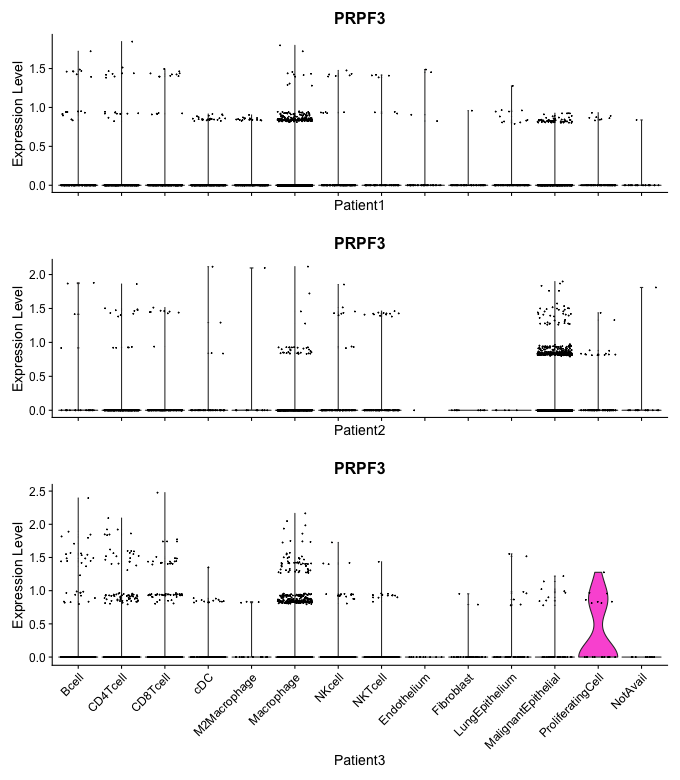 PRPF3
Expression Level
1.5
1.0
0.5
0.0
Patient1
PRPF3
Expression Level
2.0
1.5
1.0
0.5
0.0
Patient2
PRPF3
Expression Level
2.5
2.0
1.5
1.0
0.5
0.0
Bcell
CD4Tcell
CD8Tcell
cDC
M2Macrophage
Macrophage
NKcell
NKTcell
Endothelium
Fibroblast
LungEpithelium
MalignantEpithelial
ProliferatingCell
NotAvail
Patient3